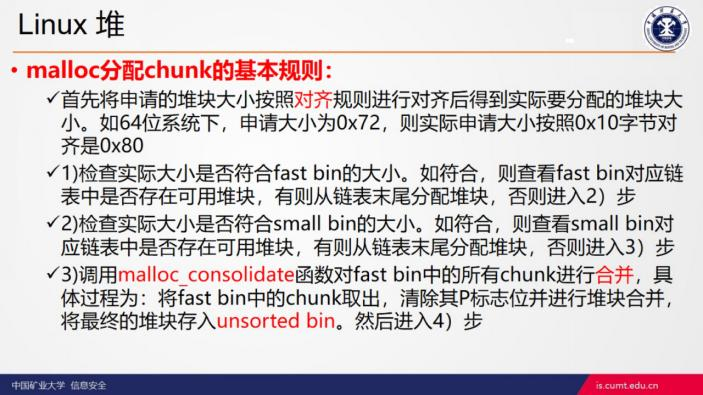 Linux 堆
• malloc分配chunk的基本规则：
✓首先将申请的堆块大小按照对齐规则进行对齐后得到实际要分配的堆块大
小。如64位系统下，申请大小为0x72，则实际申请大小按照0x10字节对
齐是0x80
✓1)检查实际大小是否符合fast bin的大小。如符合，则查看fast bin对应链
表中是否存在可用堆块，有则从链表末尾分配堆块，否则进入2）步
✓2)检查实际大小是否符合small bin的大小。如符合，则查看small bin对
应链表中是否存在可用堆块，有则从链表末尾分配堆块，否则进入3）步
✓3)调用malloc_consolidate函数对fast bin中的所有chunk进行合并，具
体过程为：将fast bin中的chunk取出，清除其P标志位并进行堆块合并，
将最终的堆块存入unsorted bin。然后进入4）步
中国矿业大学 信息安全
is.cumt.edu.cn